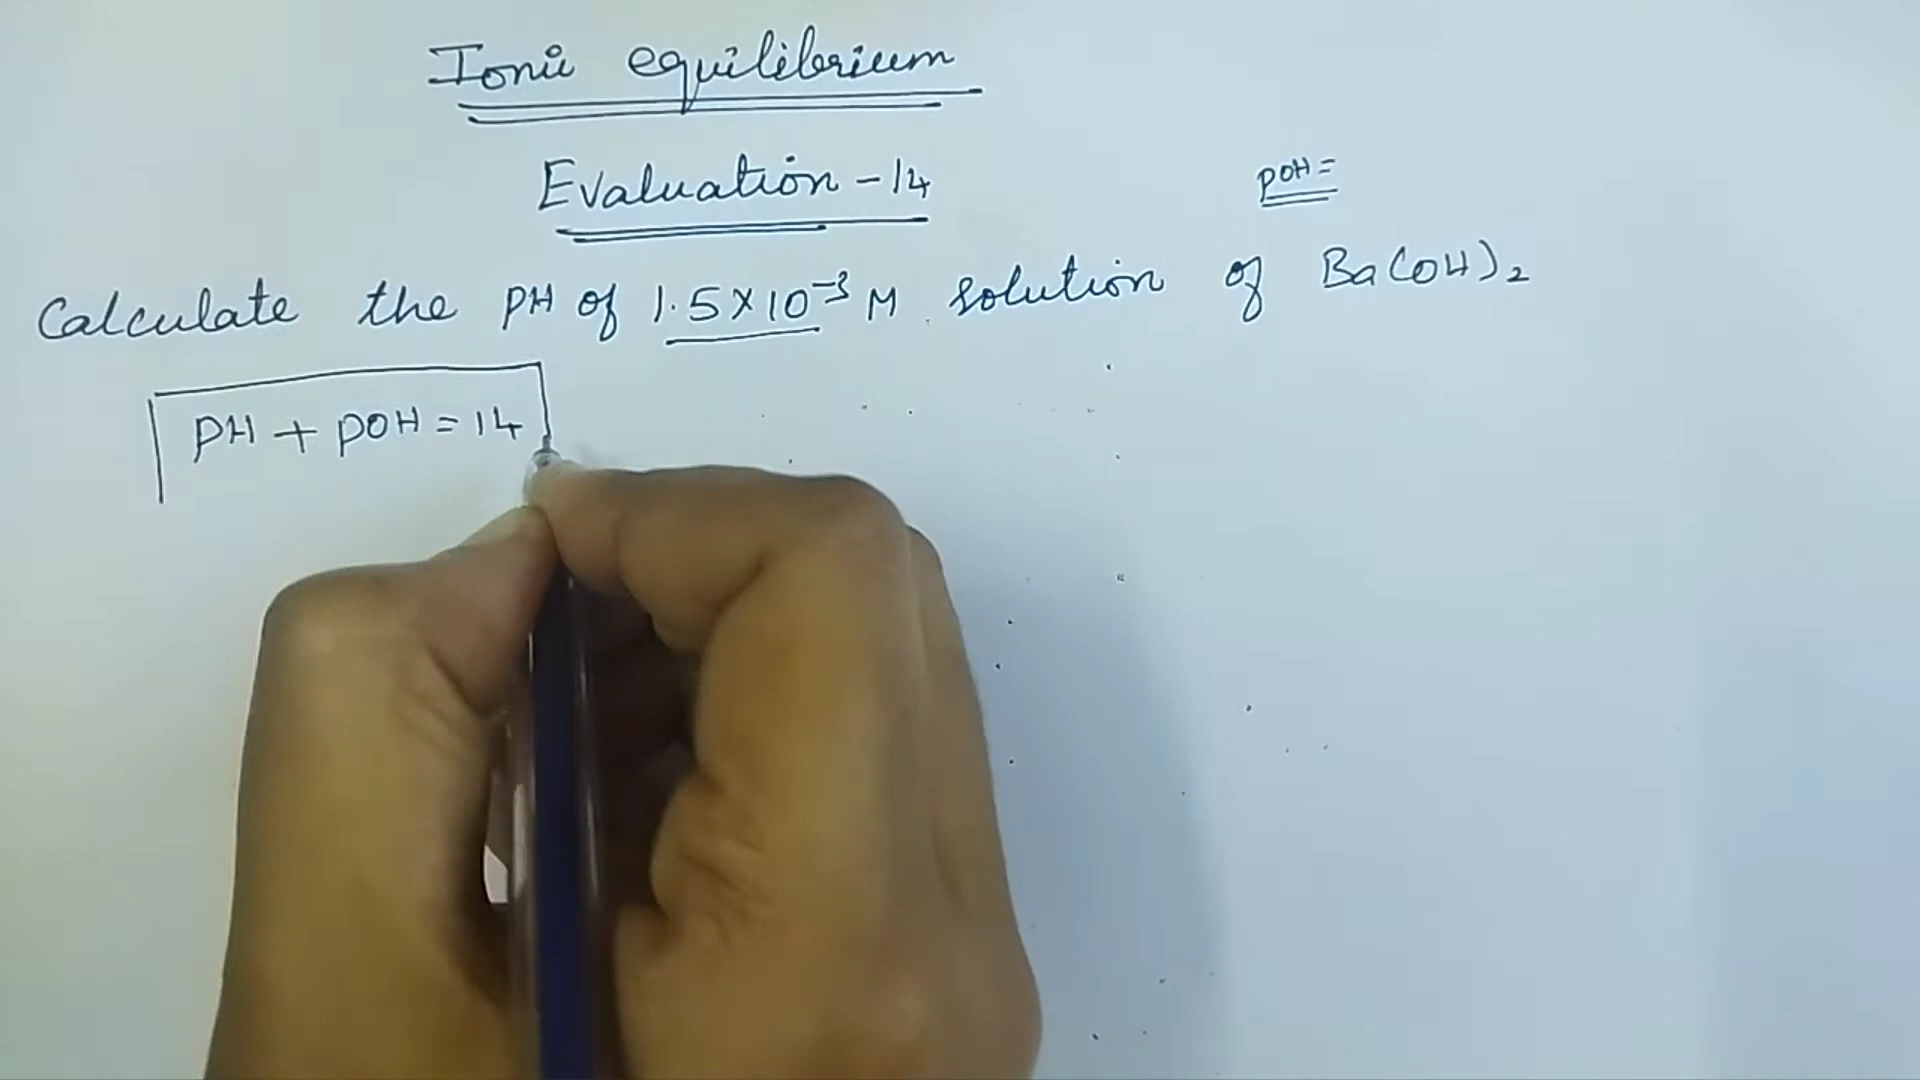 Ionic equilibrium
Evaluation - 14
pOH =
Calculate the pH of 1.5 × 10⁻³ M solution of Ba(OH)₂
pH + pOH = 14